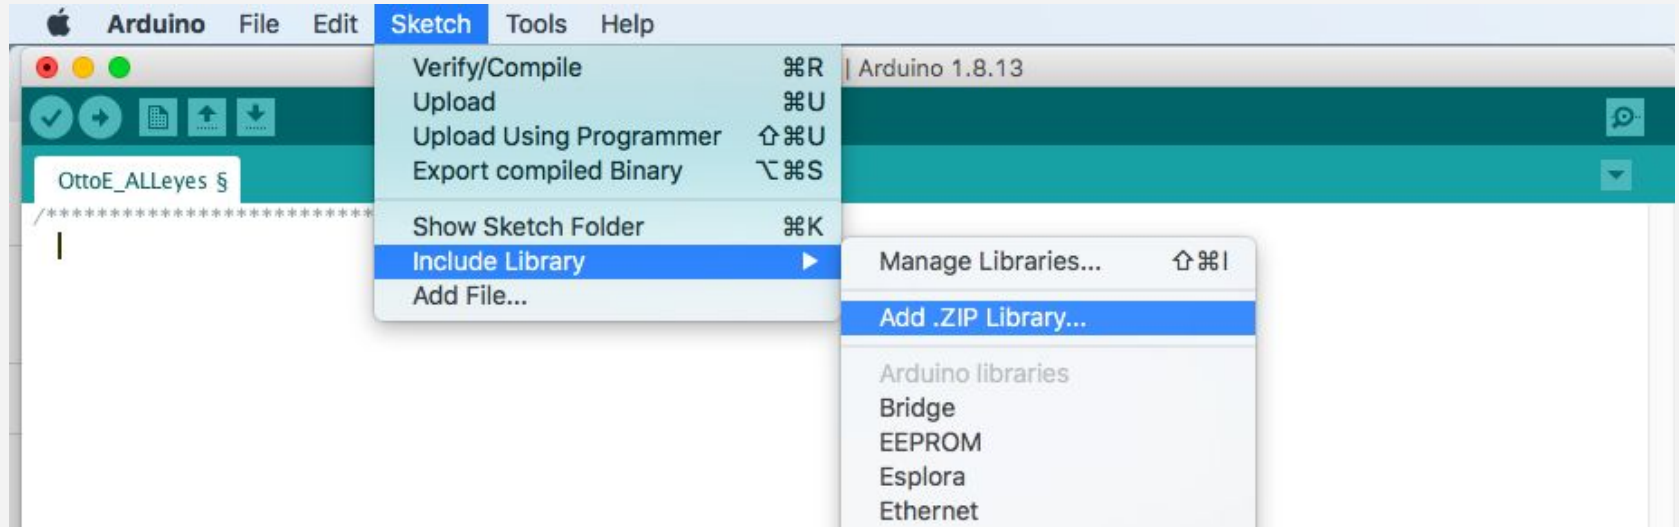 Arduino File Edit Sketch Tools Help
| Arduino 1.8.13
Verify/Compile ⌘R
Upload ⌘U
Upload Using Programmer ⇧⌘U
Export compiled Binary ⌥⌘S
OttoE_ALLeyes §
/**************************
Show Sketch Folder ⌘K
Include Library ▶
Add File...
Manage Libraries... ⇧⌘I
Add .ZIP Library...
Arduino libraries
Bridge
EEPROM
Esplora
Ethernet